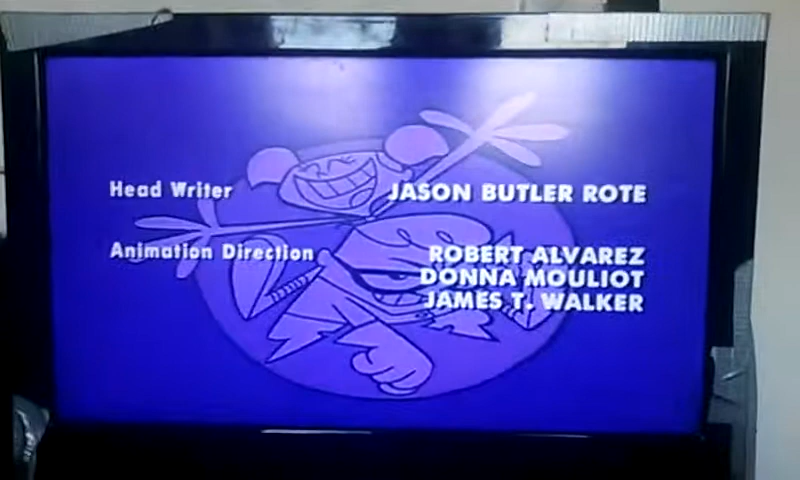 Head Writer JASON BUTLER ROTE
Animation Direction ROBERT ALVAREZ
DONNA MOULIOT
JAMES T. WALKER